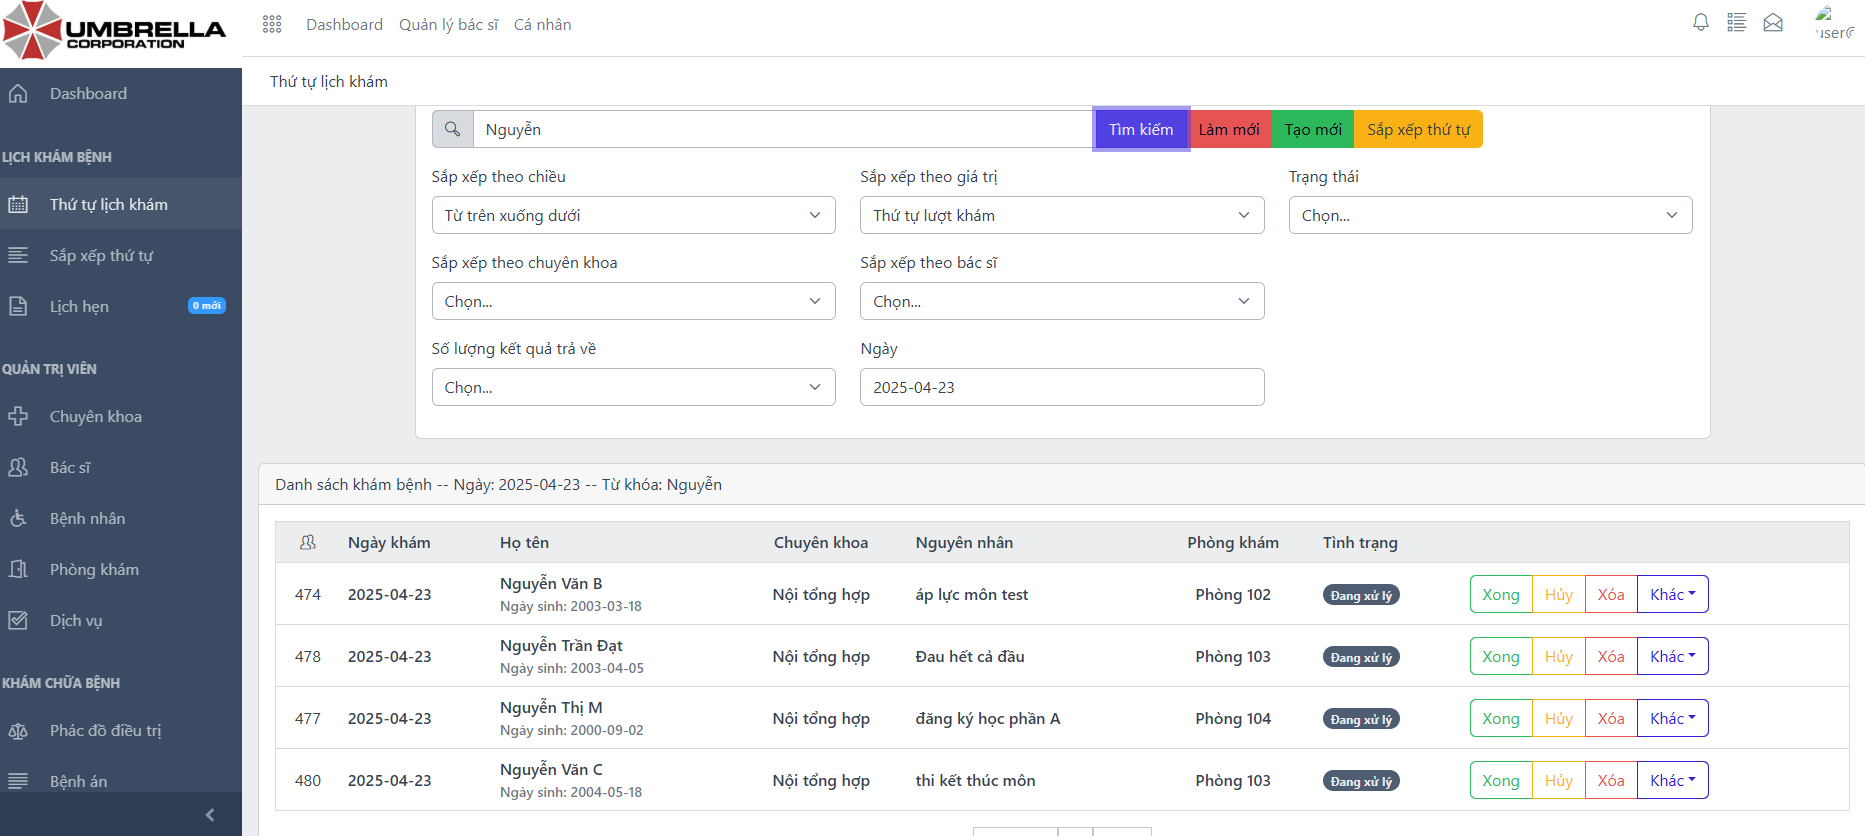 UMBRELLA
CORPORATION
Dashboard Quản lý bác sĩ Cá nhân
user
Dashboard
LỊCH KHÁM BỆNH
Thứ tự lịch khám
Sắp xếp thứ tự
Lịch hẹn 0 mới
QUẢN TRỊ VIÊN
Chuyên khoa
Bác sĩ
Bệnh nhân
Phòng khám
Dịch vụ
KHÁM CHỮA BỆNH
Phác đồ điều trị
Bệnh án
Thứ tự lịch khám
Nguyễn Tìm kiếm Làm mới Tạo mới Sắp xếp thứ tự
Sắp xếp theo chiều Sắp xếp theo giá trị Trạng thái
Từ trên xuống dưới Thứ tự lượt khám Chọn...
Sắp xếp theo chuyên khoa Sắp xếp theo bác sĩ
Chọn... Chọn...
Số lượng kết quả trả về Ngày
Chọn... 2025-04-23
Danh sách khám bệnh -- Ngày: 2025-04-23 -- Từ khóa: Nguyễn
Ngày khám Họ tên Chuyên khoa Nguyên nhân Phòng khám Tình trạng
474 2025-04-23 Nguyễn Văn B Nội tổng hợp áp lực môn test Phòng 102 Đang xử lý Xong Hủy Xóa Khác
Ngày sinh: 2003-03-18
478 2025-04-23 Nguyễn Trần Đạt Nội tổng hợp Đau hết cả đầu Phòng 103 Đang xử lý Xong Hủy Xóa Khác
Ngày sinh: 2003-04-05
477 2025-04-23 Nguyễn Thị M Nội tổng hợp đăng ký học phần A Phòng 104 Đang xử lý Xong Hủy Xóa Khác
Ngày sinh: 2000-09-02
480 2025-04-23 Nguyễn Văn C Nội tổng hợp thi kết thúc môn Phòng 103 Đang xử lý Xong Hủy Xóa Khác
Ngày sinh: 2004-05-18